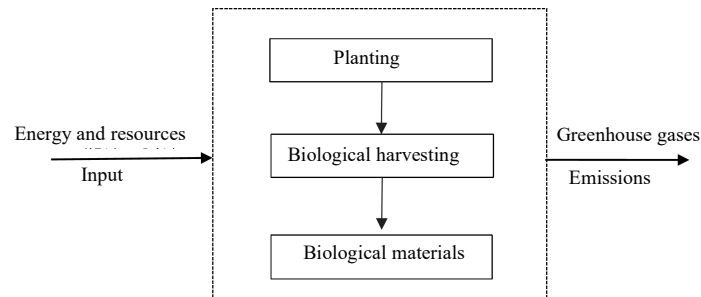 Planting
Energy and resources
Input
Biological harvesting
Greenhouse gases
Emissions
Biological materials